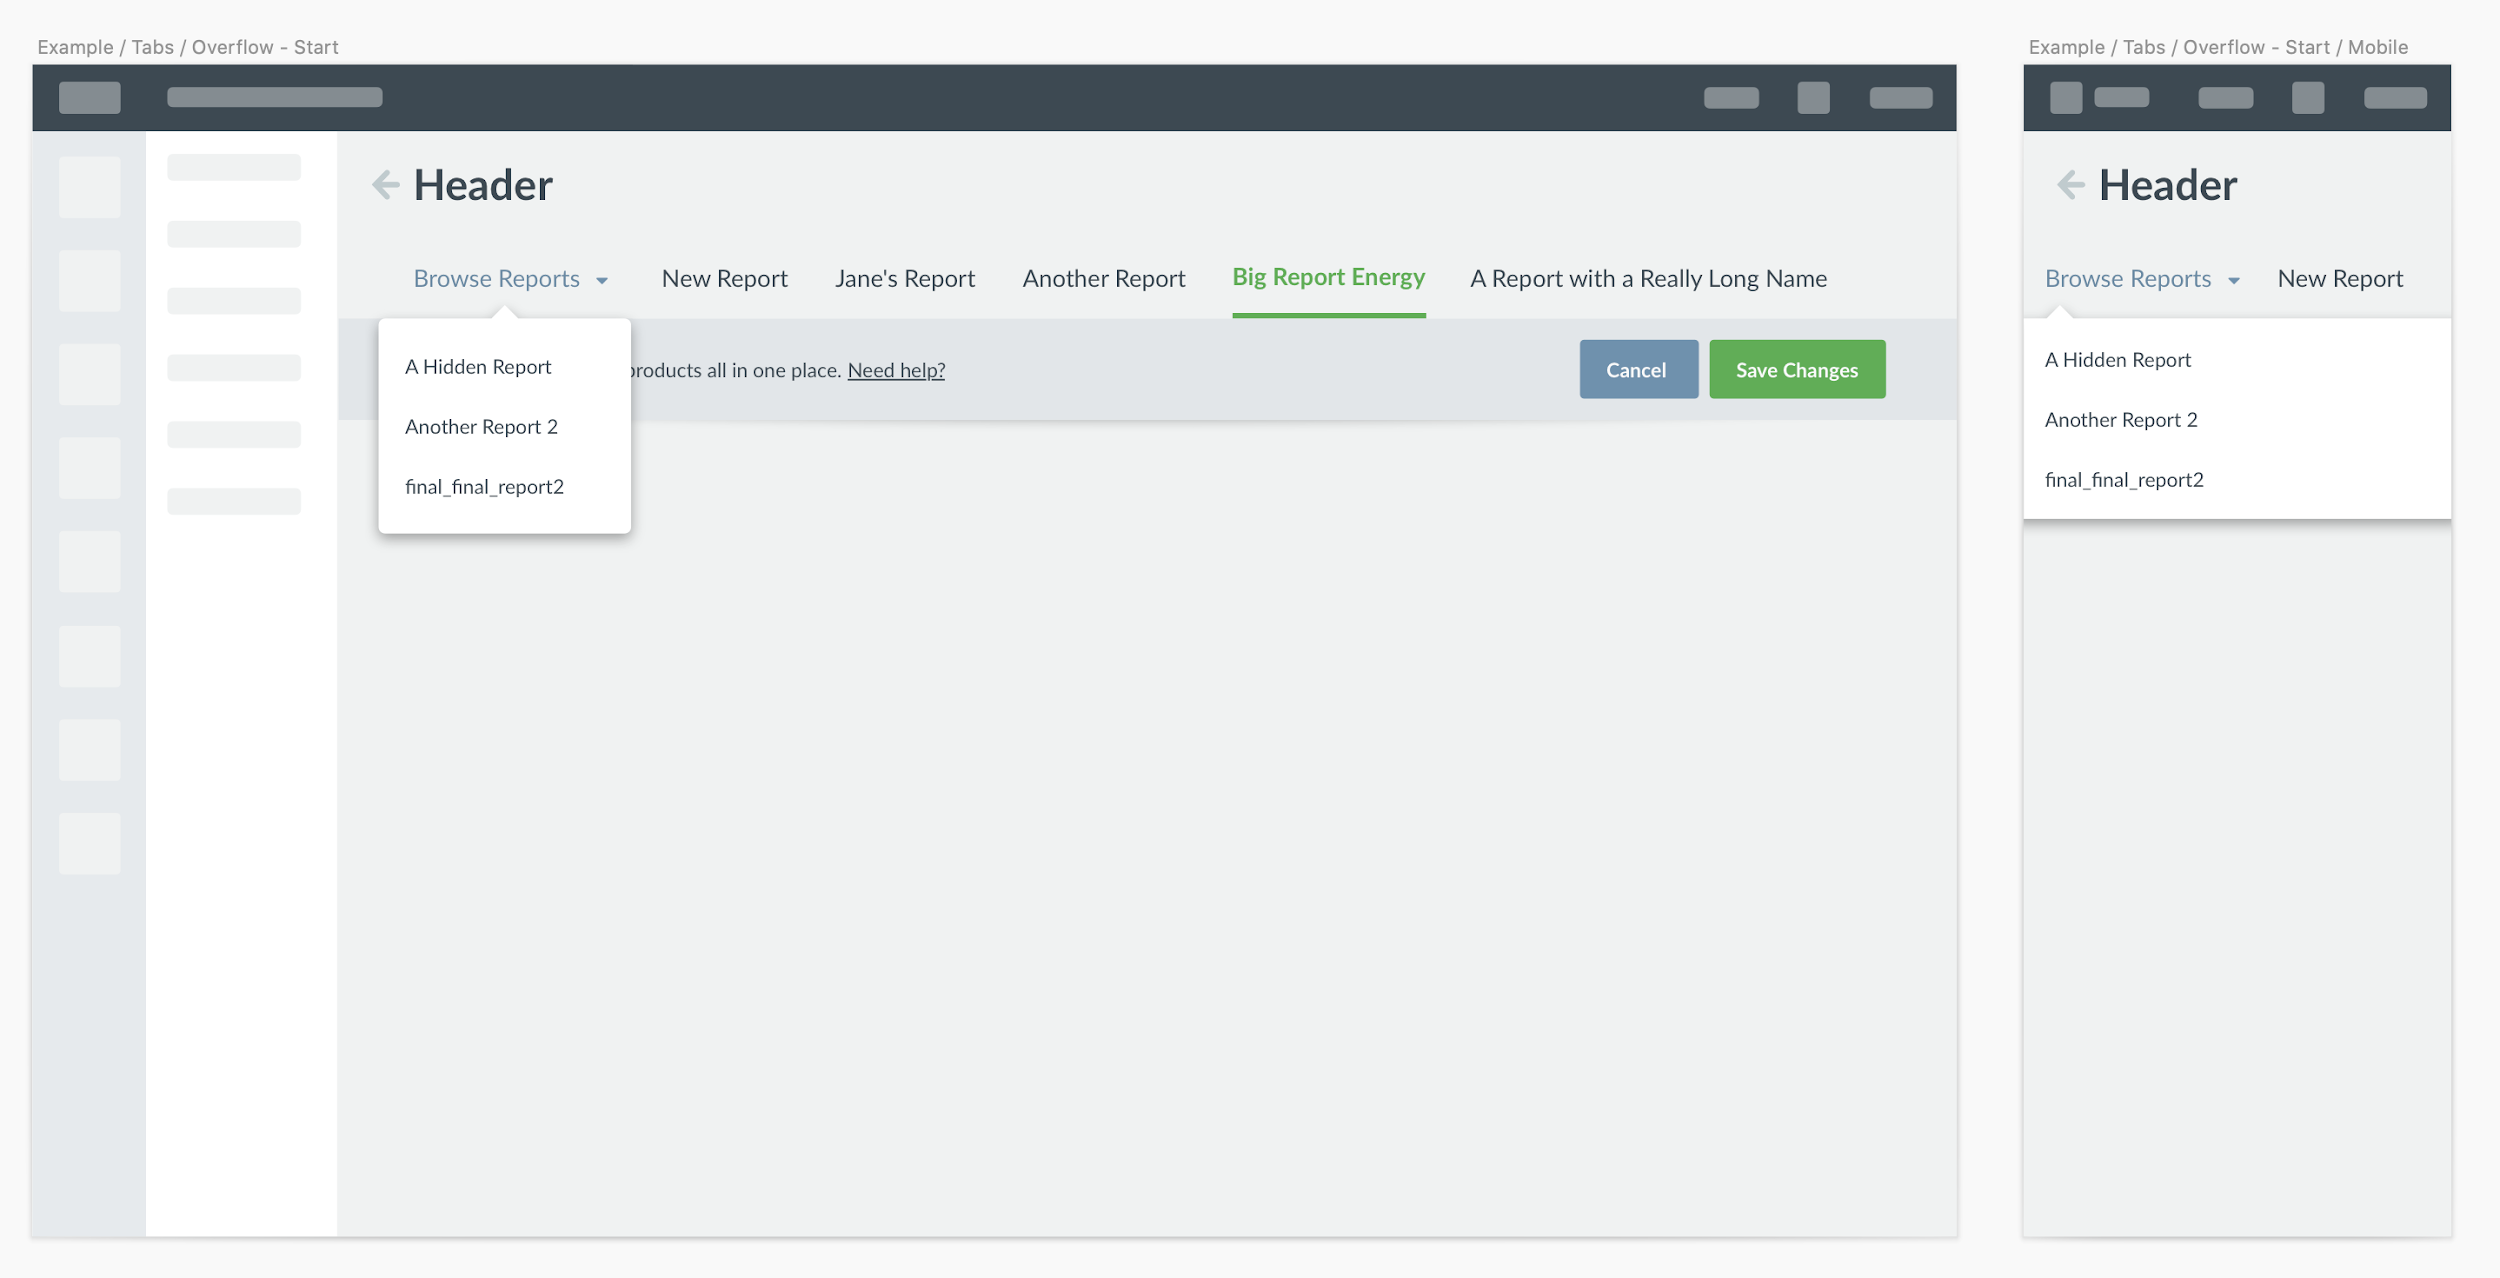 Example / Tabs / Overflow - Start
Header
Browse Reports New Report Jane's Report Another Report Big Report Energy A Report with a Really Long Name
A Hidden Report
Another Report 2
final_final_report2
products all in one place. Need help?
Cancel Save Changes
Example / Tabs / Overflow - Start / Mobile
Header
Browse Reports New Report
A Hidden Report
Another Report 2
final_final_report2